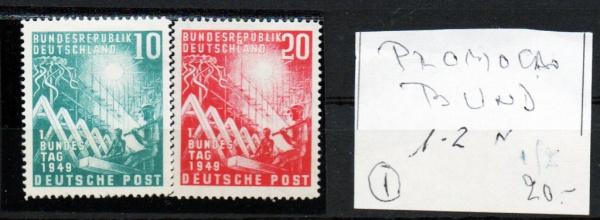 BUNDESREPUBLIK
DEUTSCHLAND 10
1.
BUNDES
TAG
1949
DEUTSCHE POST
BUNDESREPUBLIK
DEUTSCHLAND 20
1.
BUNDES
TAG
1949
DEUTSCHE POST
PROMOCAO
BUND
1-2 N
1
20.-